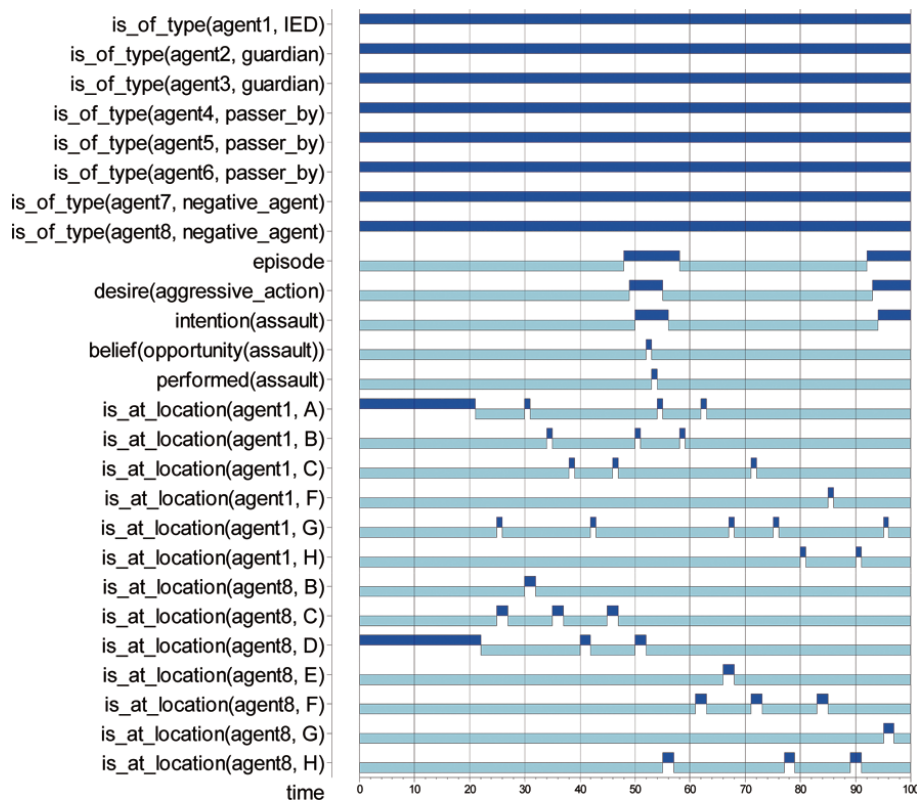 is_of_type(agent1, IED)
is_of_type(agent2, guardian)
is_of_type(agent3, guardian)
is_of_type(agent4, passer_by)
is_of_type(agent5, passer_by)
is_of_type(agent6, passer_by)
is_of_type(agent7, negative_agent)
is_of_type(agent8, negative_agent)
episode
desire(aggressive_action)
intention(assault)
belief(opportunity(assault))
performed(assault)
is_at_location(agent1, A)
is_at_location(agent1, B)
is_at_location(agent1, C)
is_at_location(agent1, F)
is_at_location(agent1, G)
is_at_location(agent1, H)
is_at_location(agent8, B)
is_at_location(agent8, C)
is_at_location(agent8, D)
is_at_location(agent8, E)
is_at_location(agent8, F)
is_at_location(agent8, G)
is_at_location(agent8, H)
time 0 10 20 30 40 50 60 70 80 90 100